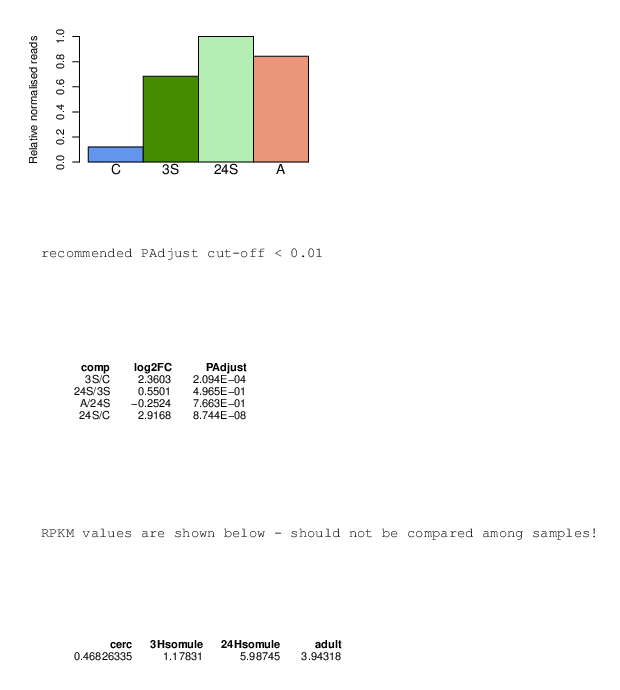 Relative normalised reads
1.0
0.8
0.6
0.4
0.2
0.0
C 3S 24S A
recommended PAdjust cut-off < 0.01
comp log2FC PAdjust
3S/C 2.3603 2.094E−04
24S/3S 0.5501 4.965E−01
A/24S −0.2524 7.663E−01
24S/C 2.9168 8.744E−08
RPKM values are shown below - should not be compared among samples!
cerc 3Hsomule 24Hsomule adult
0.46826335 1.17831 5.98745 3.94318